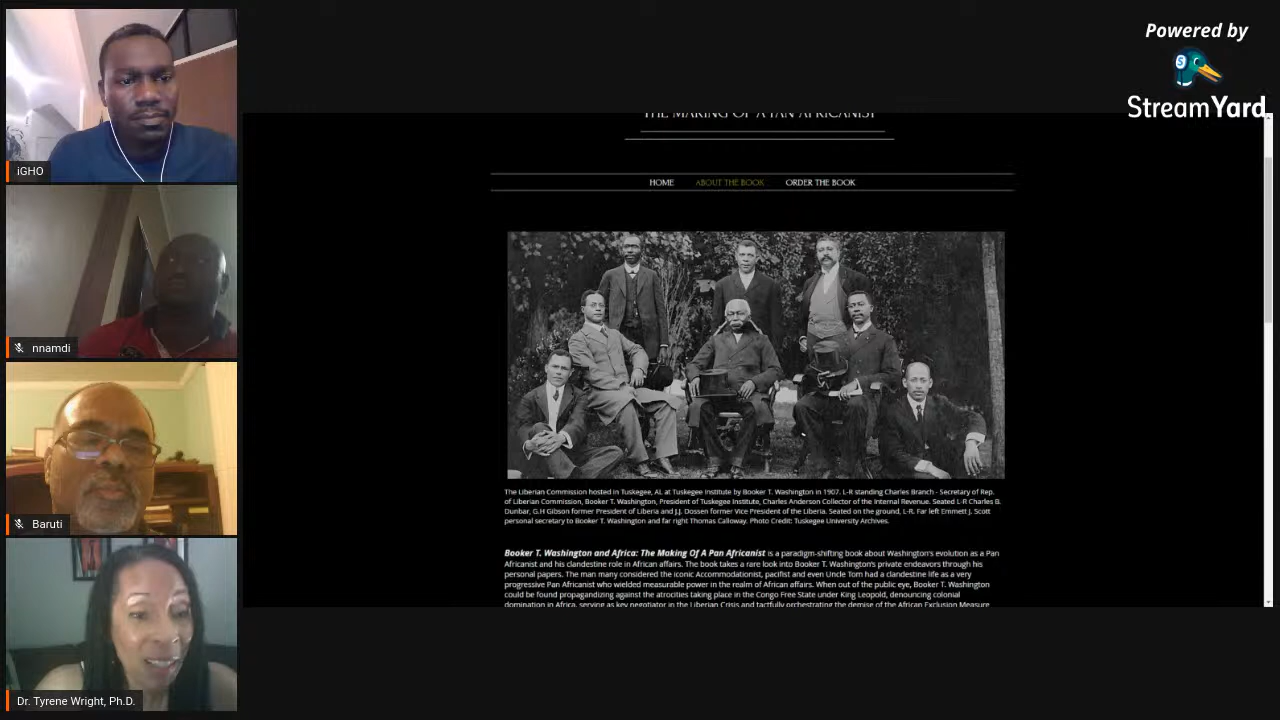 Powered by
StreamYard
iGHO
nnamdi
Baruti
Dr. Tyrene Wright, Ph.D.
THE MAKING OF A PAN AFRICANIST
HOME ABOUT THE BOOK ORDER THE BOOK
The Liberian Commission hosted in Tuskegee, AL at Tuskegee Institute by Booker T. Washington in 1907. L-R standing Charles Branch - Secretary of Rep.
of Liberian Commission, Booker T. Washington, President of Tuskegee Institute, Charles Anderson Collector of the Internal Revenue. Seated L-R Charles B.
Dunbar, G.H Gibson former President of Liberia and J.J. Dossen former Vice President of the Liberia. Seated on the ground, L-R. Far left Emmett J. Scott
personal secretary to Booker T. Washington and far right Thomas Calloway. Photo Credit: Tuskegee University Archives.
Booker T. Washington and Africa: The Making Of A Pan Africanist is a paradigm-shifting book about Washington's evolution as a Pan
Africanist and his clandestine role in African affairs. The book takes a rare look into Booker T. Washington's private endeavors through his
personal papers. The man many considered the iconic Accommodationist, pacifist and even Uncle Tom had a clandestine life as a very
progressive Pan Africanist who wielded measurable power in the realm of African affairs. When out of the public eye, Booker T. Washington
could be found propagandizing against the atrocities taking place in the Congo Free State under King Leopold, denouncing colonial
domination in Africa, serving as key negotiator in the Liberian Crisis and tactfully orchestrating the demise of the African Exclusion Measure